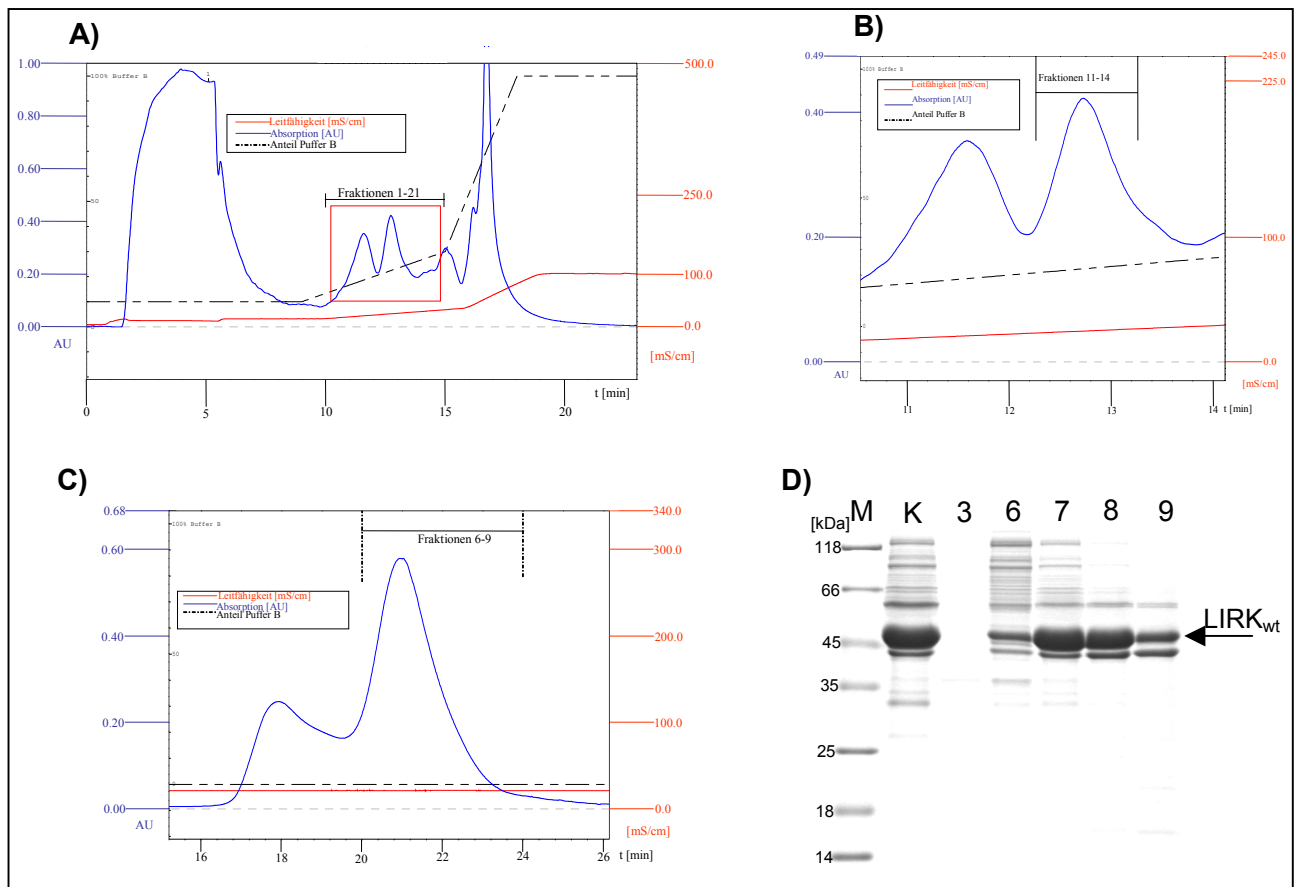 A)
1.00
0.80
0.60
0.40
0.20
0.00
AU
100% Buffer B
1
50
0
Leitfähigkeit [mS/cm]
Absorption [AU]
Anteil Puffer B
Fraktionen 1-21
500.0
250.0
100.0
0.0
[mS/cm]
t [min]
0 5 10 15 20
B)
0.49
0.40
0.20
0.00
AU
100% Buffer B
50
0
Leitfähigkeit [mS/cm]
Absorption [AU]
Anteil Puffer B
Fraktionen 11-14
245.0
225.0
100.0
0.0
[mS/cm]
11 12 13 14 t [min]
C)
0.68
0.60
0.40
0.20
0.00
AU
100% Buffer B
50
0
Leitfähigkeit [mS/cm]
Absorption [AU]
Anteil Puffer B
Fraktionen 6-9
340.0
300.0
200.0
100.0
0.0
[mS/cm]
16 18 20 22 24 26
t [min]
D)
[kDa] M K 3 6 7 8 9
118
66
45
35
25
18
14
LIRKwt